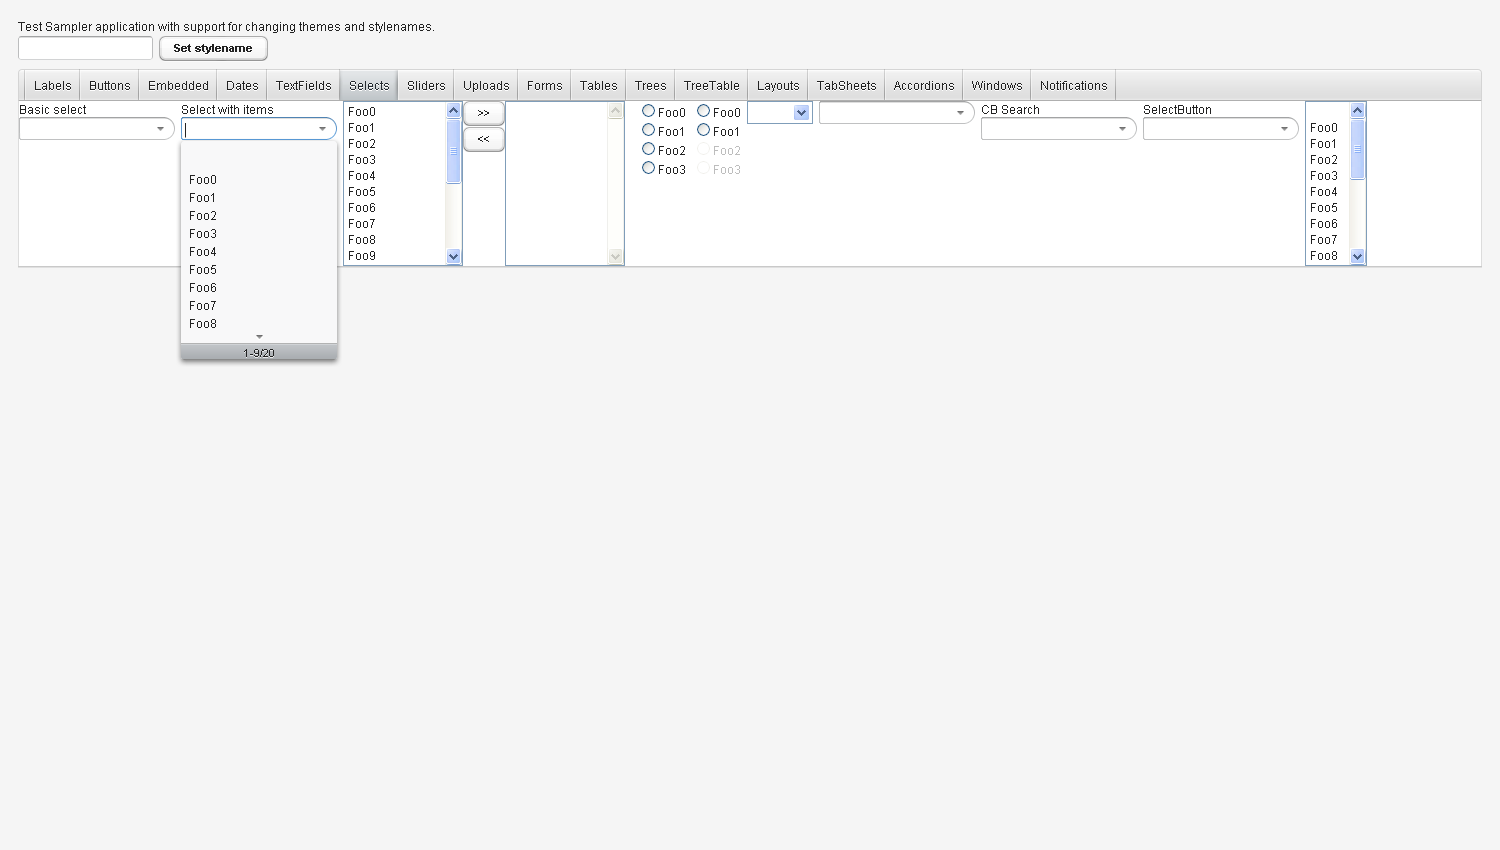 Test Sampler application with support for changing themes and stylenames.
Set stylename
Labels Buttons Embedded Dates TextFields Selects Sliders Uploads Forms Tables Trees TreeTable Layouts TabSheets Accordions Windows Notifications
Basic select
Select with items
Foo0
Foo1
Foo2
Foo3
Foo4
Foo5
Foo6
Foo7
Foo8
1-9/20
Foo0
Foo1
Foo2
Foo3
Foo4
Foo5
Foo6
Foo7
Foo8
Foo9
>>
<<
Foo0
Foo1
Foo2
Foo3
Foo0
Foo1
Foo2
Foo3
CB Search
SelectButton
Foo0
Foo1
Foo2
Foo3
Foo4
Foo5
Foo6
Foo7
Foo8